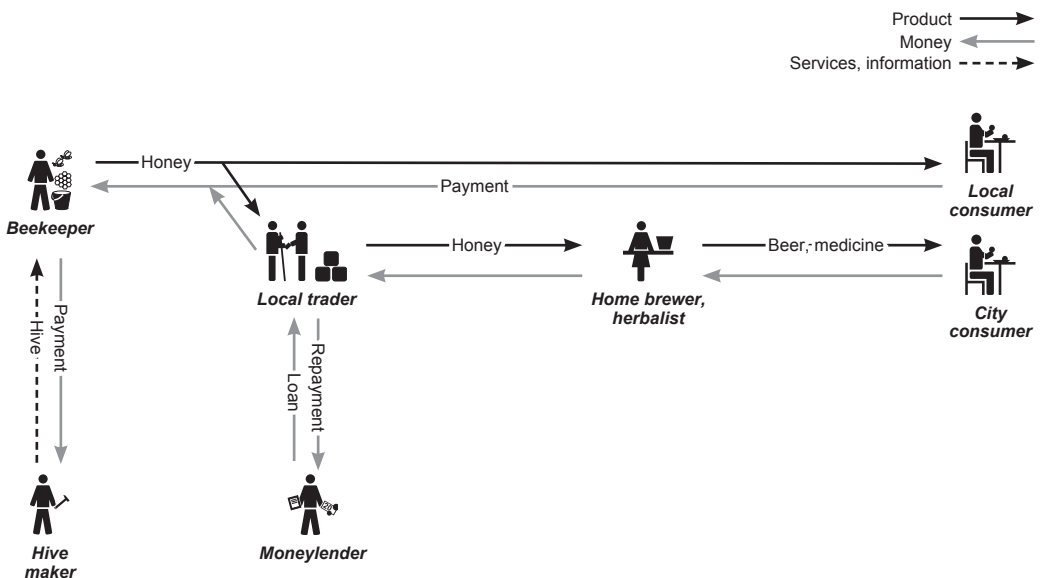 Product
Money
Services, information
Honey
Payment
Beekeeper
Local
consumer
Honey
Beer, medicine
Local trader
Home brewer,
herbalist
City
consumer
Payment
Hive
Repayment
Loan
20
Hive
maker
Moneylender